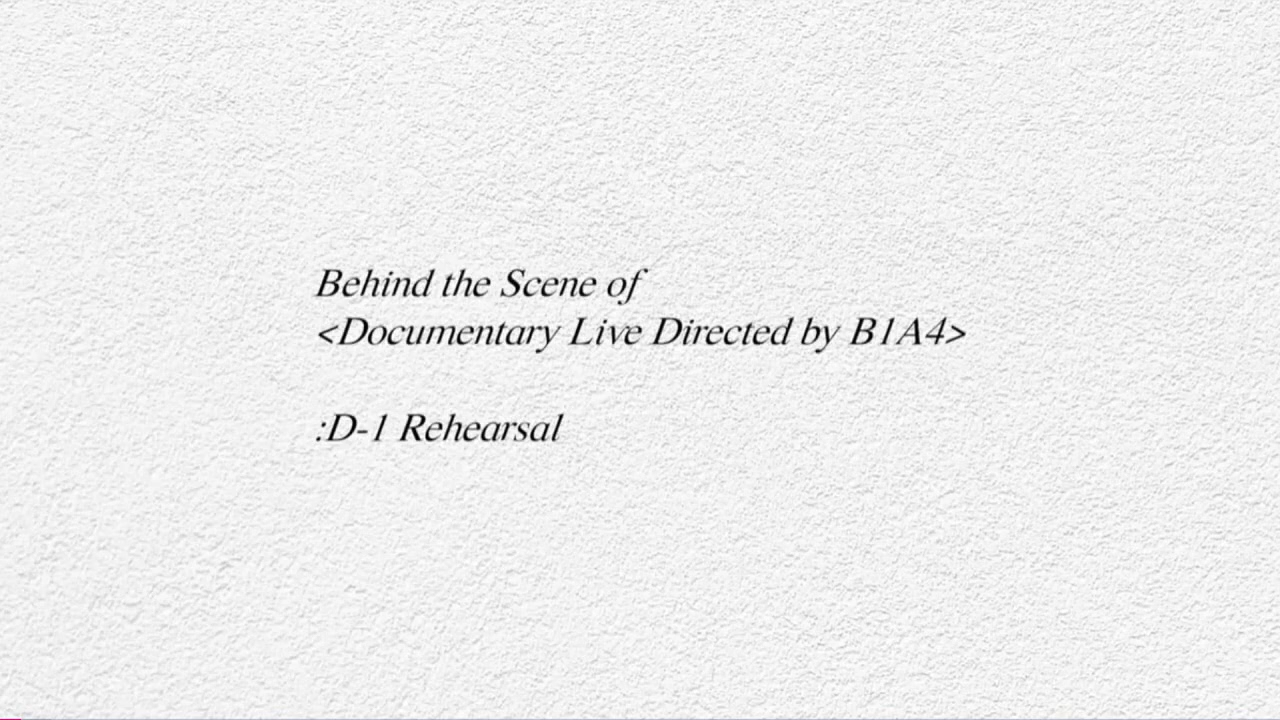 Behind the Scene of
<Documentary Live Directed by B1A4>
:D-1 Rehearsal